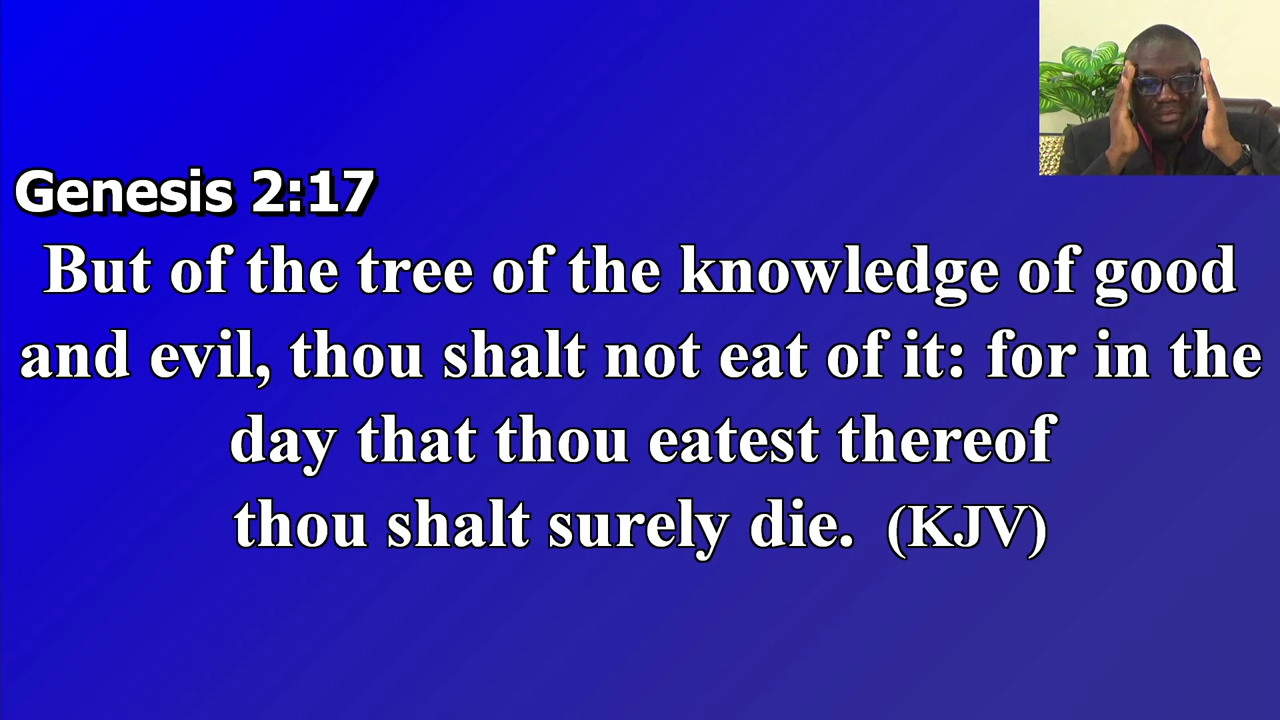 Genesis 2:17
But of the tree of the knowledge of good
and evil, thou shalt not eat of it: for in the
day that thou eatest thereof
thou shalt surely die. (KJV)